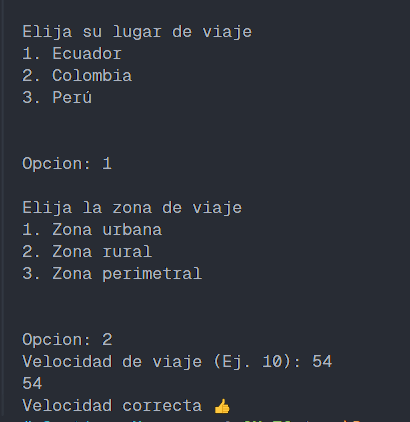 Elija su lugar de viaje
1. Ecuador
2. Colombia
3. Perú
Opcion: 1
Elija la zona de viaje
1. Zona urbana
2. Zona rural
3. Zona perimetral
Opcion: 2
Velocidad de viaje (Ej. 10): 54
54
Velocidad correcta 👍